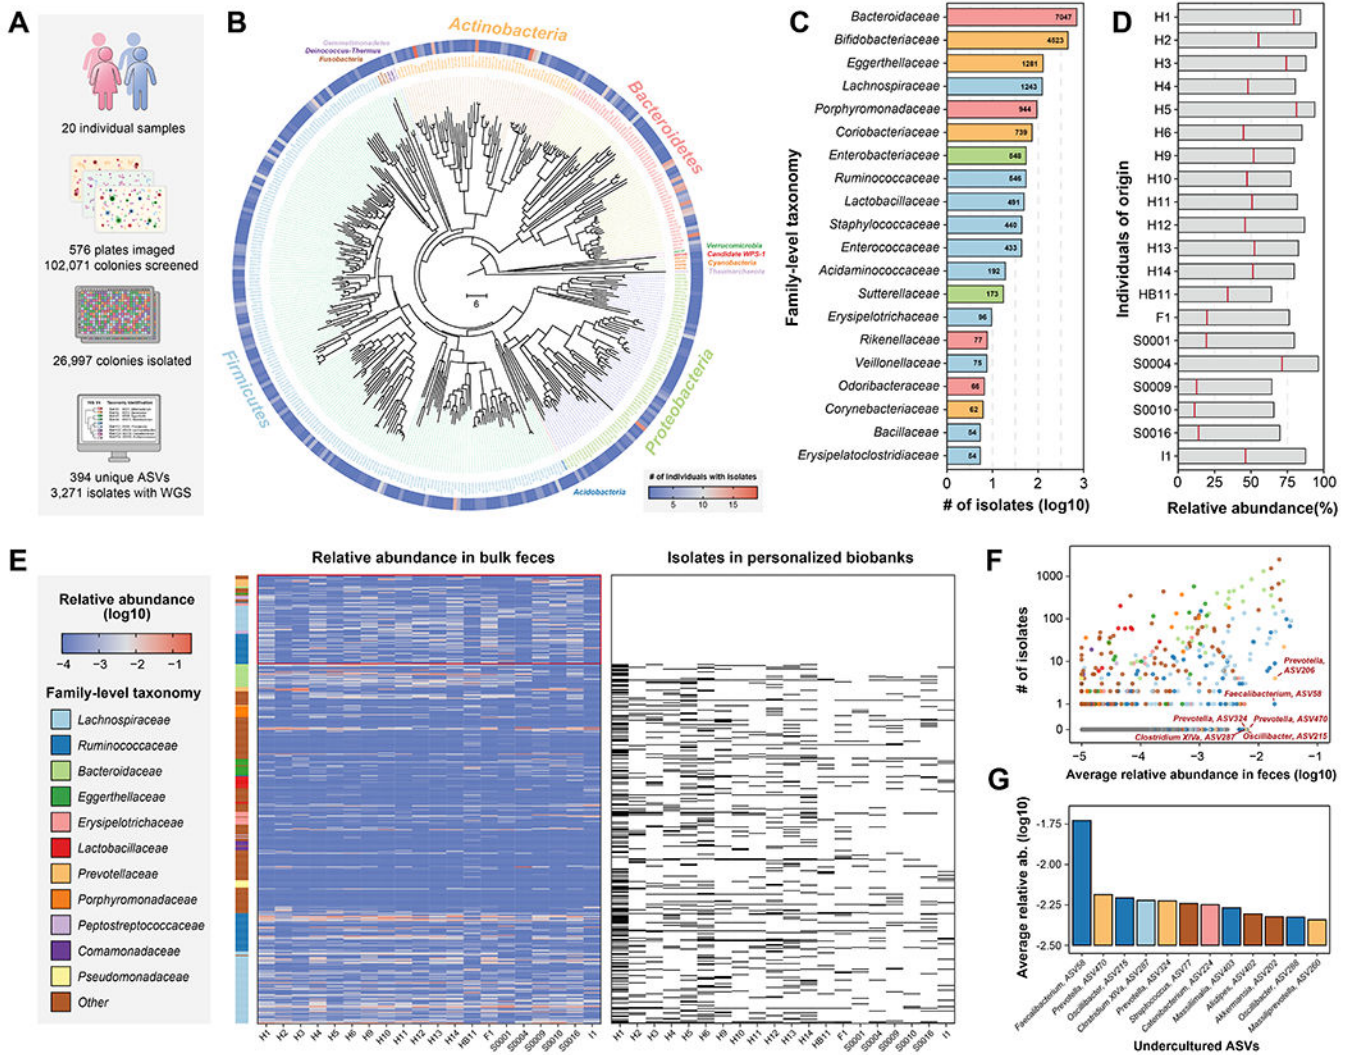 A
20 individual samples
576 plates imaged
102,071 colonies screened
26,997 colonies isolated
394 unique ASVs
3,271 isolates with WGS
B
Actinobacteria
Gemmatimonadetes
Deinococcus-Thermus
Fusobacteria
Bacteroidetes
Verrucomicrobia
Candidate WPS-1
Cyanobacteria
Thaumarchaeota
6
Firmicutes
Proteobacteria
Acidobacteria
# of individuals with isolates
5 10 15
C
Family-level taxonomy
Bacteroidaceae 7047
Bifidobacteriaceae 4523
Eggerthellaceae 1281
Lachnospiraceae 1243
Porphyromonadaceae 944
Coriobacteriaceae 739
Enterobacteriaceae 548
Ruminococcaceae 546
Lactobacillaceae 491
Staphylococcaceae 440
Enterococcaceae 433
Acidaminococcaceae 192
Sutterellaceae 173
Erysipelotrichaceae 96
Rikenellaceae 77
Veillonellaceae 75
Odoribacteraceae 66
Corynebacteriaceae 62
Bacillaceae 54
Erysipelatoclostridiaceae 54
0 1 2 3
# of isolates (log10)
D
Individuals of origin
H1
H2
H3
H4
H5
H6
H9
H10
H11
H12
H13
H14
HB11
F1
S0001
S0004
S0009
S0010
S0016
I1
0 25 50 75 100
Relative abundance(%)
E
Relative abundance
(log10)
−4 −3 −2 −1
Family-level taxonomy
Lachnospiraceae
Ruminococcaceae
Bacteroidaceae
Eggerthellaceae
Erysipelotrichaceae
Lactobacillaceae
Prevotellaceae
Porphyromonadaceae
Peptostreptococcaceae
Comamonadaceae
Pseudomonadaceae
Other
Relative abundance in bulk feces
H1 H2 H3 H4 H5 H6 H9 H10 H11 H12 H13 H14 HB11 F1 S0001 S0004 S0009 S0010 S0016 I1
Isolates in personalized biobanks
H1 H2 H3 H4 H5 H6 H9 H10 H11 H12 H13 H14 HB11 F1 S0001 S0004 S0009 S0010 S0016 I1
F
# of isolates
1000
100
10
1
0
Prevotella,
ASV206
Faecalibacterium, ASV58
Prevotella, ASV324 Prevotella, ASV470
Clostridium XIVa, ASV287 Oscillibacter, ASV215
-5 -4 -3 -2 -1
Average relative abundance in feces (log10)
G
Average relative ab. (log10)
-1.75
-2.00
-2.25
-2.50
Faecalibacterium, ASV58
Prevotella, ASV470
Oscillibacter, ASV215
Clostridium XIVa, ASV287
Prevotella, ASV324
Streptococcus, ASV77
Catenibacterium, ASV224
Massilimaliae, ASV403
Alistipes, ASV402
Akkermansia, ASV202
Oscillibacter, ASV268
Massiliprevotella, ASV260
Undercultured ASVs